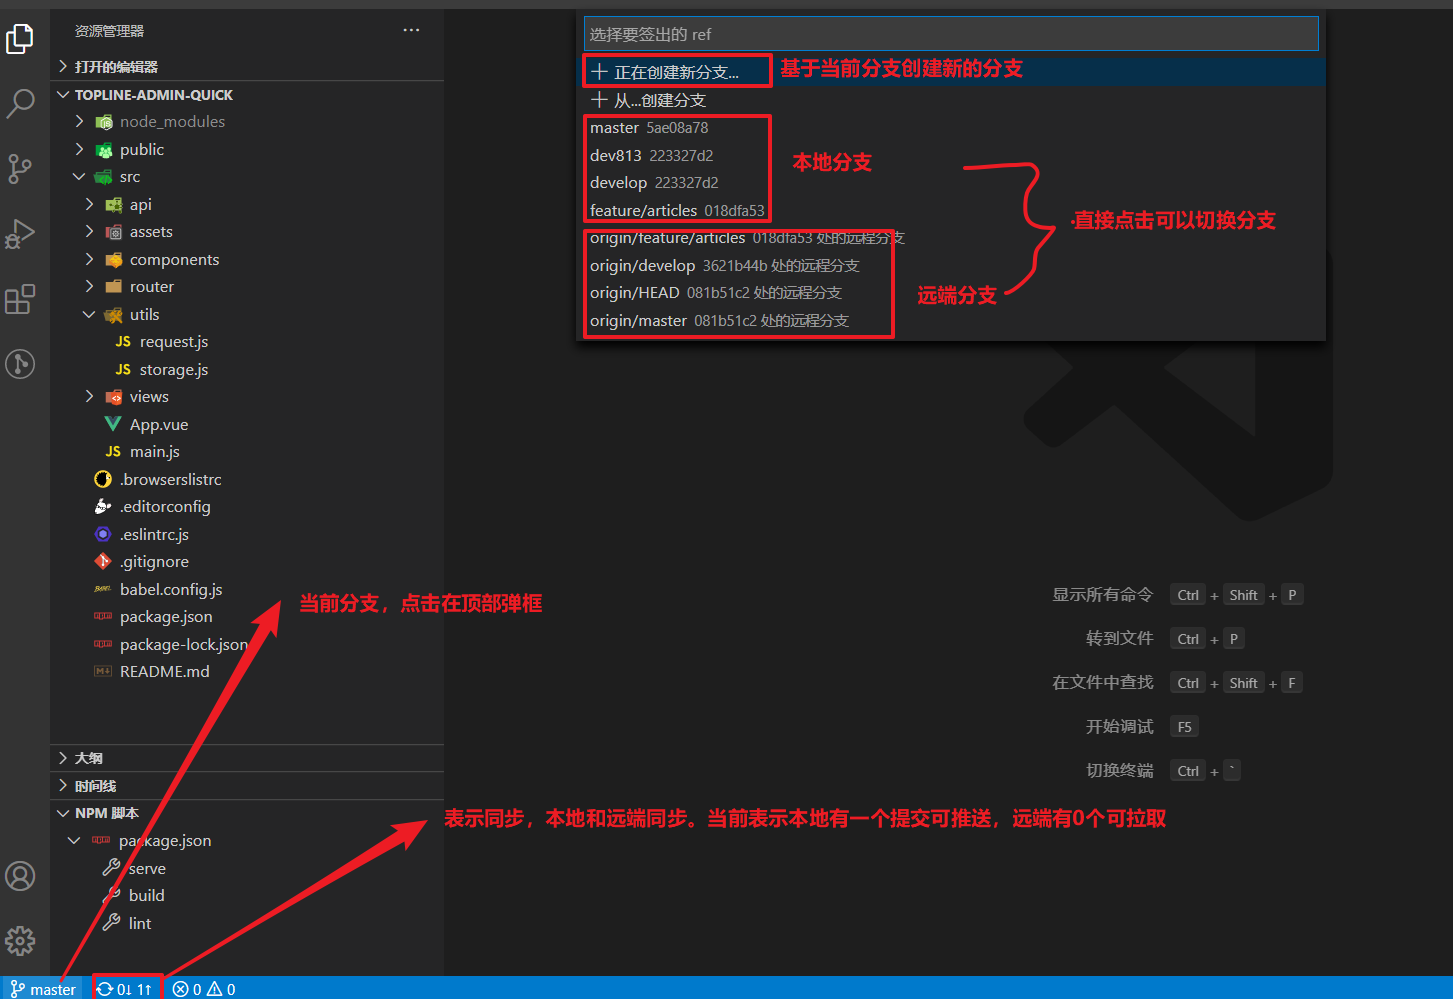 资源管理器
打开的编辑器
TOPLINE-ADMIN-QUICK
node_modules
public
src
api
assets
components
router
utils
JS request.js
JS storage.js
views
App.vue
JS main.js
.browserslistrc
.editorconfig
.eslintrc.js
.gitignore
babel.config.js
package.json
package-lock.json
README.md
大纲
时间线
NPM 脚本
package.json
serve
build
lint
master
0↓ 1↑
0
0
选择要签出的 ref
正在创建新分支...
基于当前分支创建新的分支
从...创建分支
master 5ae08a78
dev813 223327d2
develop 223327d2
feature/articles 018dfa53
origin/feature/articles 018dfa53 处的远程分支
origin/develop 3621b44b 处的远程分支
origin/HEAD 081b51c2 处的远程分支
origin/master 081b51c2 处的远程分支
本地分支
远端分支
直接点击可以切换分支
当前分支，点击在顶部弹框
显示所有命令 Ctrl + Shift + P
转到文件 Ctrl + P
在文件中查找 Ctrl + Shift + F
开始调试 F5
切换终端 Ctrl + `
表示同步，本地和远端同步。当前表示本地有一个提交可推送，远端有0个可拉取